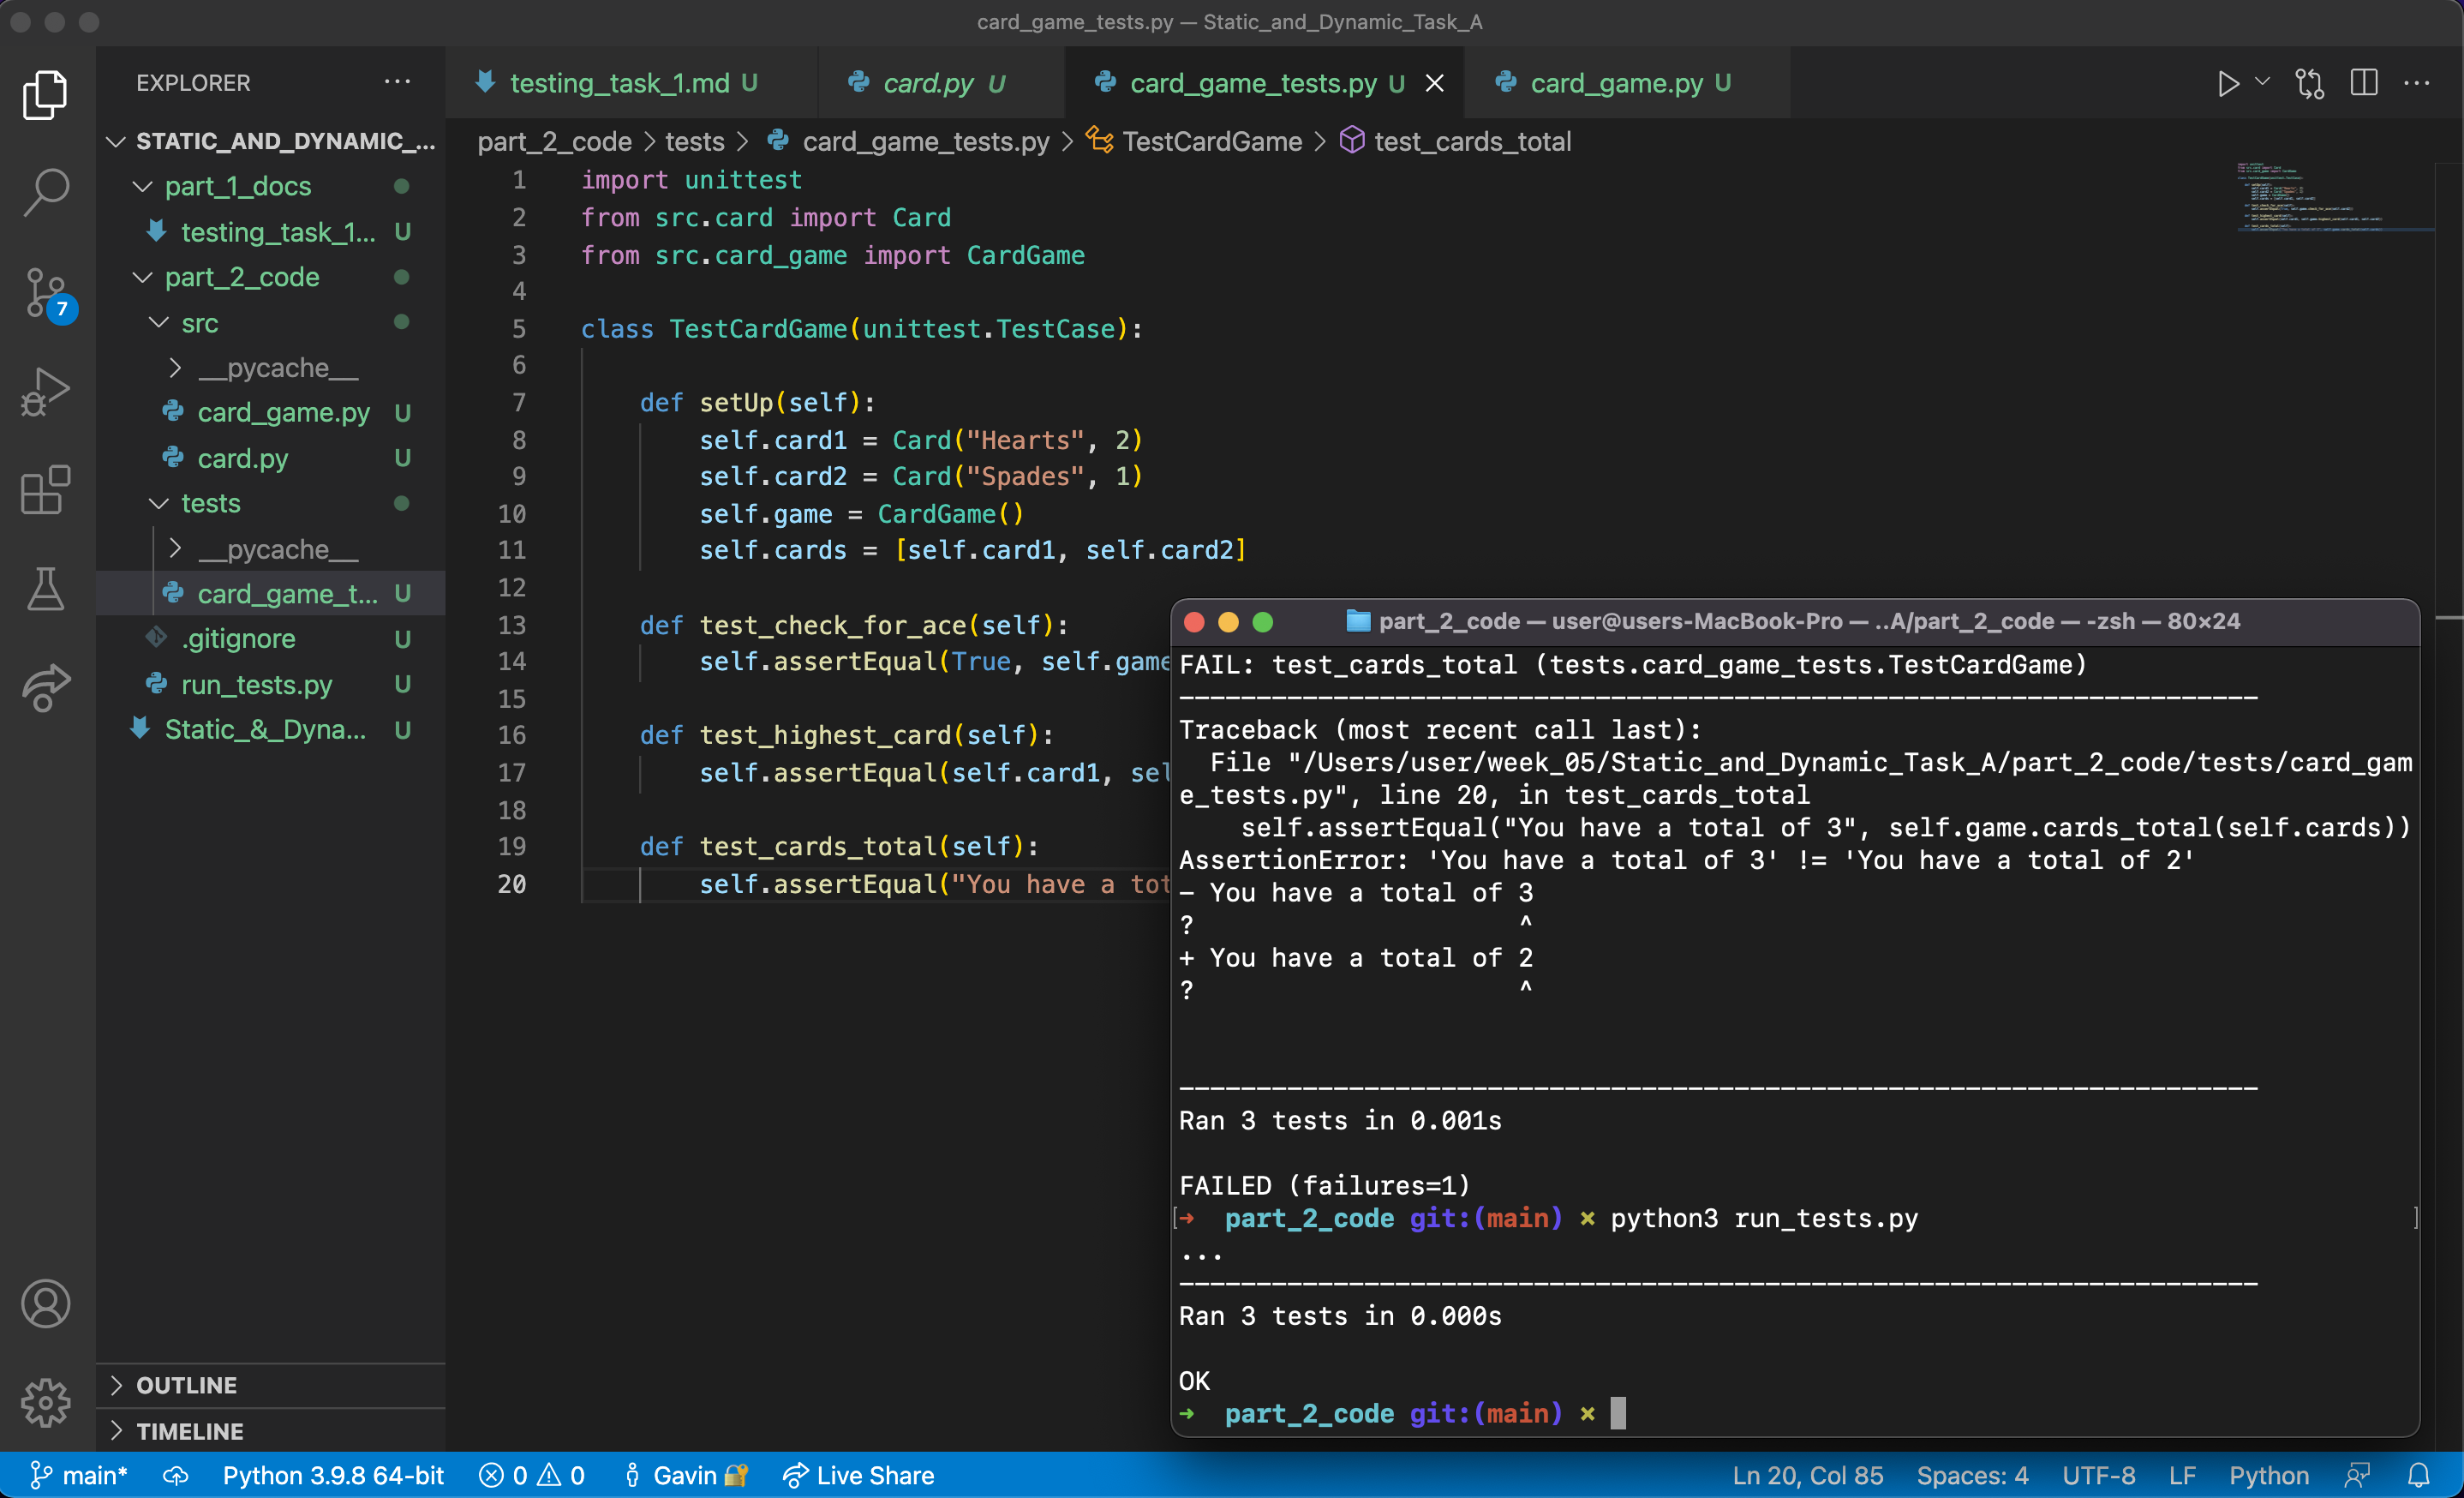 card_game_tests.py — Static_and_Dynamic_Task_A
EXPLORER
STATIC_AND_DYNAMIC_...
part_1_docs
testing_task_1... U
part_2_code
src
__pycache__
card_game.py U
card.py U
tests
__pycache__
card_game_t... U
.gitignore U
run_tests.py U
Static_&_Dyna... U
OUTLINE
TIMELINE
7
testing_task_1.md U
card.py U
card_game_tests.py U
card_game.py U
part_2_code > tests > card_game_tests.py > TestCardGame > test_cards_total
1 import unittest
2 from src.card import Card
3 from src.card_game import CardGame
4
5 class TestCardGame(unittest.TestCase):
6
7 def setUp(self):
8 self.card1 = Card("Hearts", 2)
9 self.card2 = Card("Spades", 1)
10 self.game = CardGame()
11 self.cards = [self.card1, self.card2]
12
13 def test_check_for_ace(self):
14 self.assertEqual(True, self.game
15
16 def test_highest_card(self):
17 self.assertEqual(self.card1, sel
18
19 def test_cards_total(self):
20 self.assertEqual("You have a tot
part_2_code — user@users-MacBook-Pro — ..A/part_2_code — -zsh — 80×24
FAIL: test_cards_total (tests.card_game_tests.TestCardGame)
----------------------------------------------------------------------
Traceback (most recent call last):
File "/Users/user/week_05/Static_and_Dynamic_Task_A/part_2_code/tests/card_gam
e_tests.py", line 20, in test_cards_total
self.assertEqual("You have a total of 3", self.game.cards_total(self.cards))
AssertionError: 'You have a total of 3' != 'You have a total of 2'
- You have a total of 3
? ^
+ You have a total of 2
? ^
----------------------------------------------------------------------
Ran 3 tests in 0.001s
FAILED (failures=1)
[➜ part_2_code git:(main) × python3 run_tests.py ]
...
----------------------------------------------------------------------
Ran 3 tests in 0.000s
OK
➜ part_2_code git:(main) ×
main* Python 3.9.8 64-bit 0 0 Gavin Live Share Ln 20, Col 85 Spaces: 4 UTF-8 LF Python